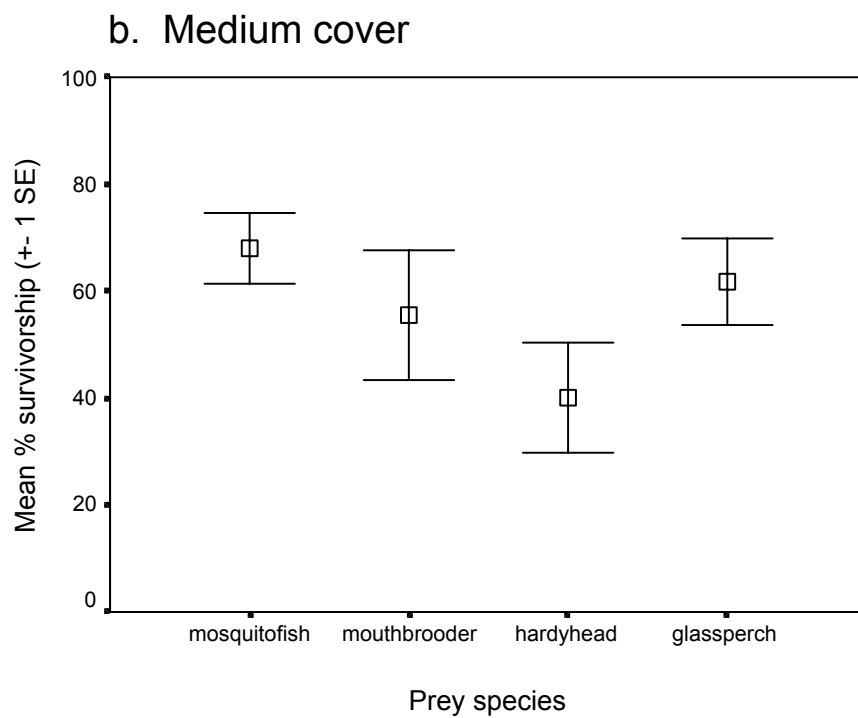 b. Medium cover
100
80
60
40
20
0
Mean % survivorship (+- 1 SE)
mosquitofish mouthbrooder hardyhead glassperch
Prey species